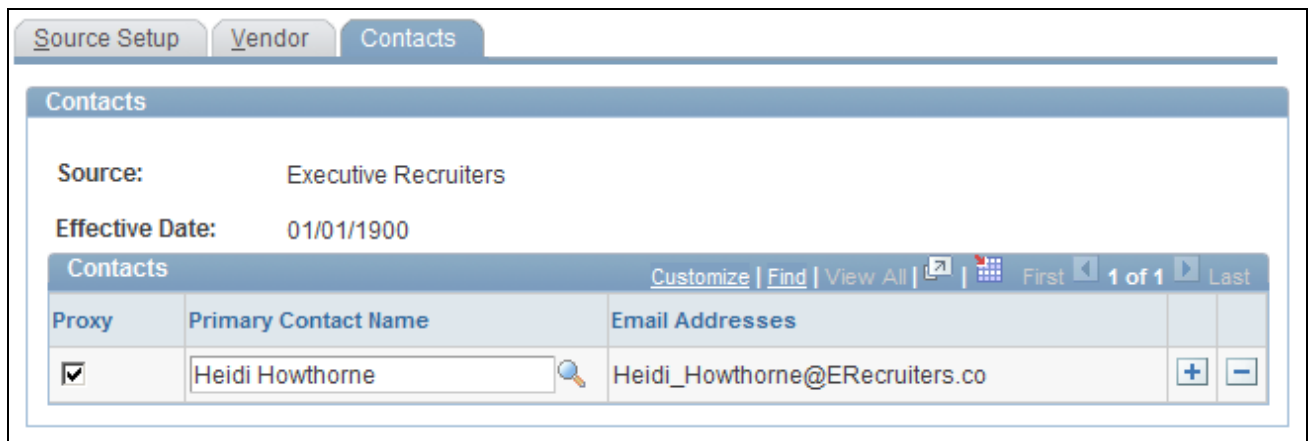 Source Setup Vendor Contacts
Contacts
Source: Executive Recruiters
Effective Date: 01/01/1900
Contacts Customize | Find | View All | | First 1 of 1 Last
Proxy Primary Contact Name Email Addresses
Heidi Howthorne Heidi_Howthorne@ERecruiters.co